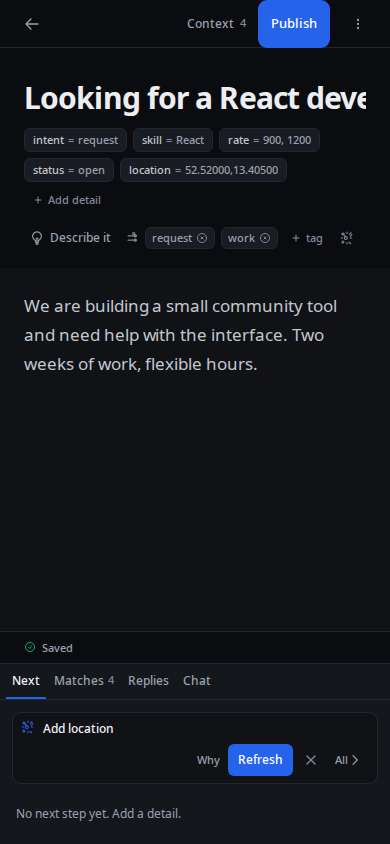 Context 4 Publish
Looking for a React deve
intent = request skill = React rate = 900, 1200
status = open location = 52.52000,13.40500
+ Add detail
Describe it request work + tag
We are building a small community tool
and need help with the interface. Two
weeks of work, flexible hours.
Saved
Next Matches 4 Replies Chat
Add location
Why Refresh All
No next step yet. Add a detail.